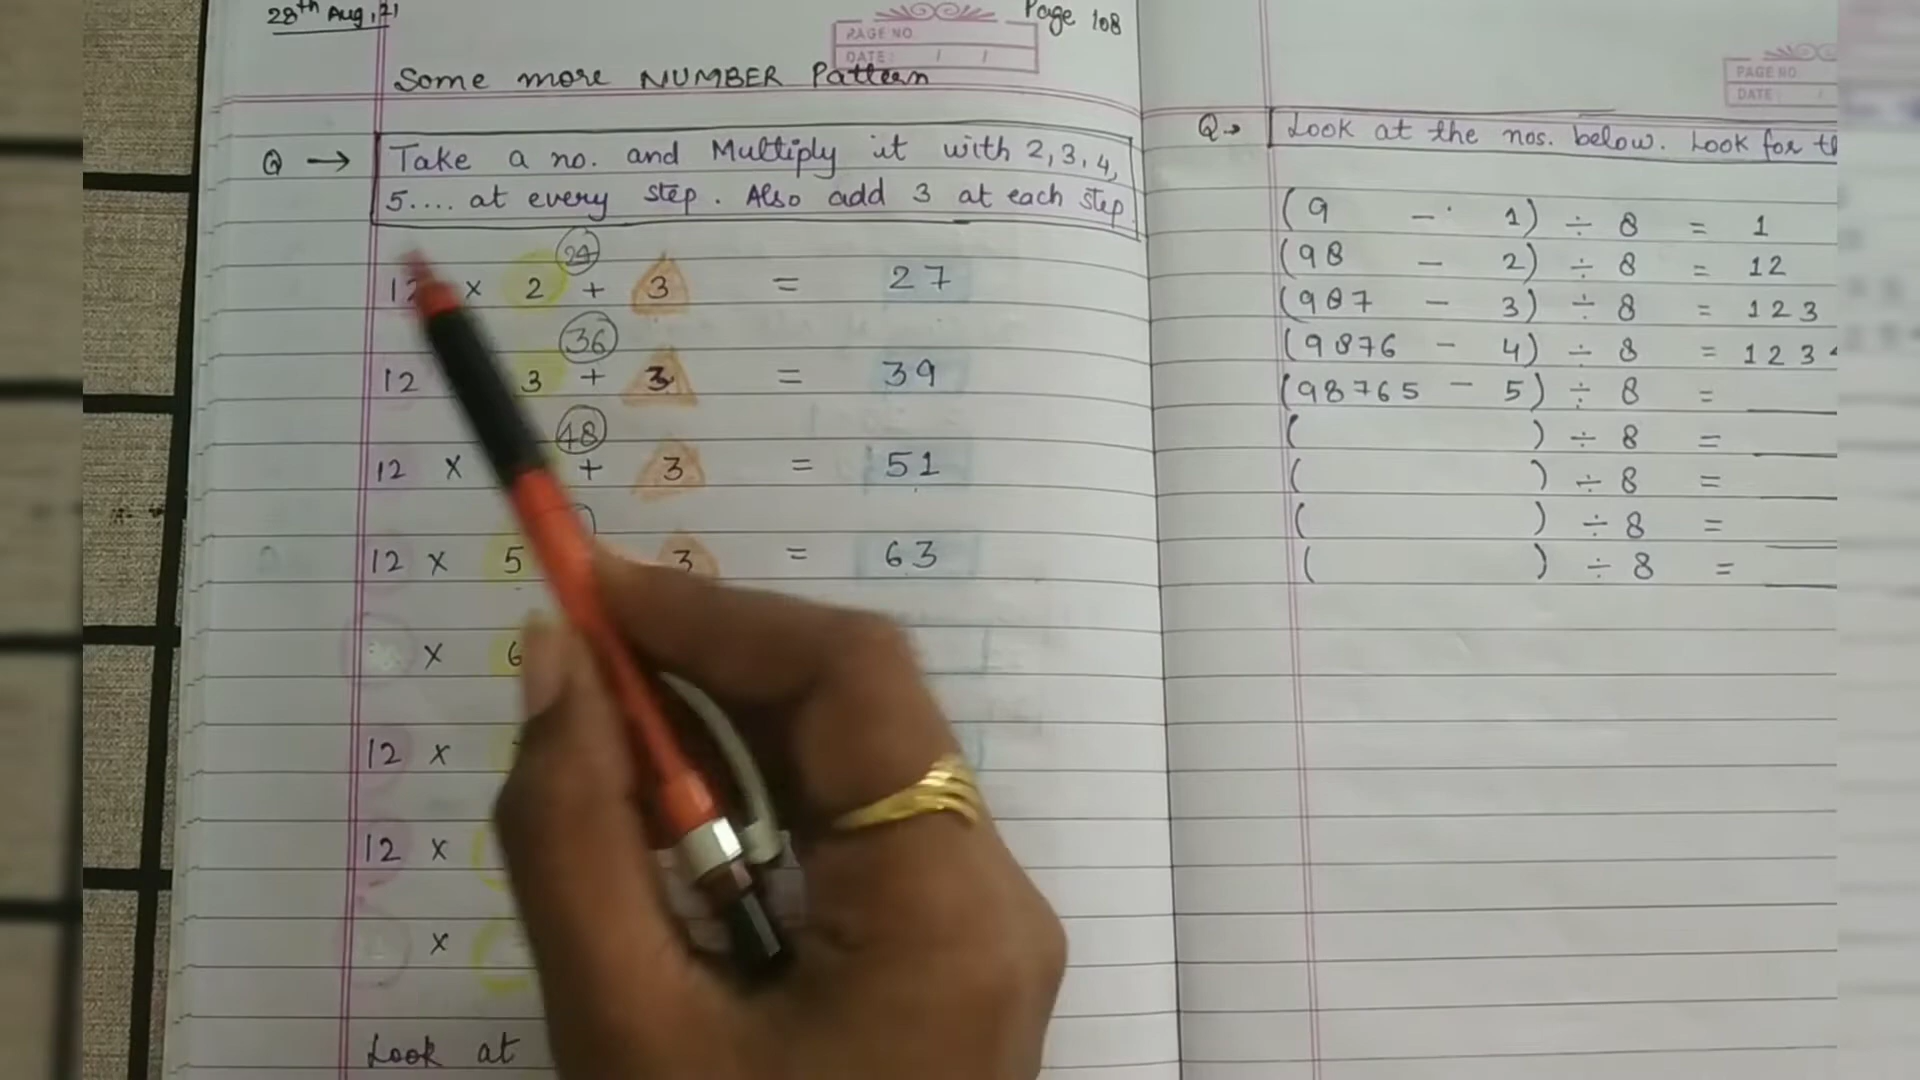 28th Aug, 21
Page 108
PAGE NO.
DATE: / /
Some more NUMBER Pattern
Q → Take a no. and Multiply it with 2, 3, 4,
5.... at every step. Also add 3 at each step
24
12 × 2 + 3 = 27
36
12 3 + 3 = 39
48
12 × + 3 = 51
12 × 5 3 = 63
× 6
12 ×
12 ×
×
Look at
PAGE NO.
DATE: /
Q → Look at the nos. below. Look for
(9 - 1) ÷ 8 = 1
(98 - 2) ÷ 8 = 12
(987 - 3) ÷ 8 = 123
(9876 - 4) ÷ 8 = 123
(98765 - 5) ÷ 8 =
( ) ÷ 8 =
( ) ÷ 8 =
( ) ÷ 8 =
( ) ÷ 8 =